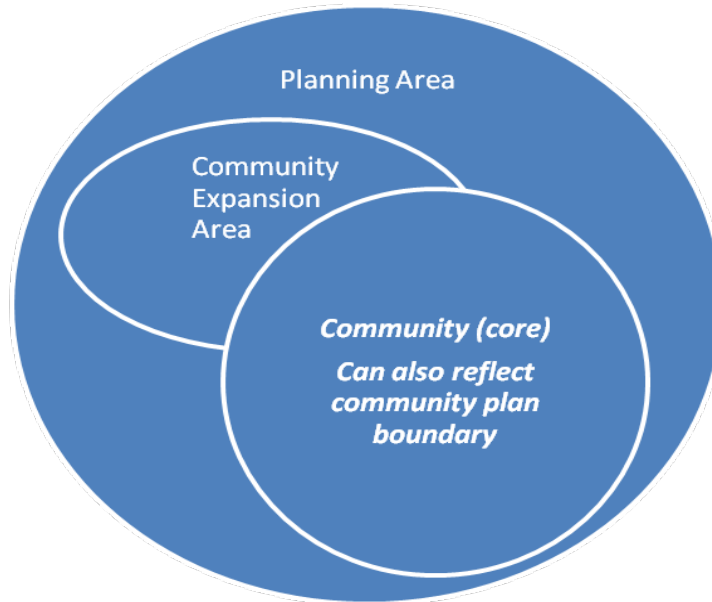 Planning Area
Community
Expansion
Area
Community (core)
Can also reflect
community plan
boundary